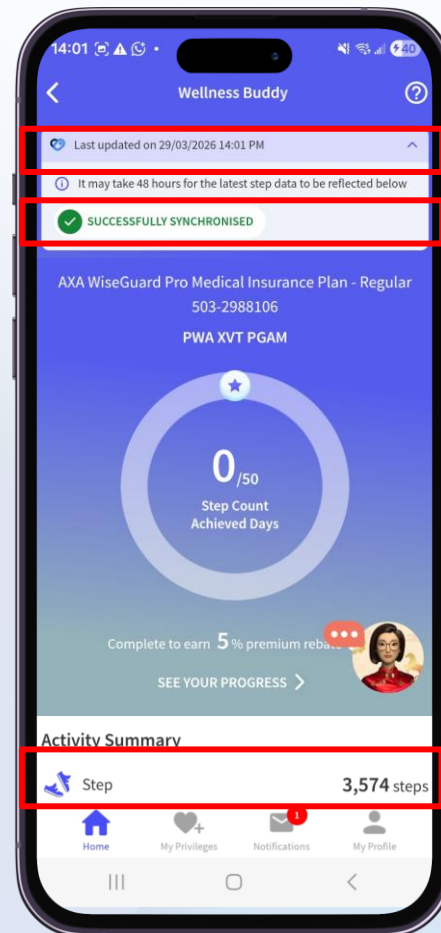 14:01
40
Wellness Buddy
Last updated on 29/03/2026 14:01 PM
It may take 48 hours for the latest step data to be reflected below
SUCCESSFULLY SYNCHRONISED
AXA WiseGuard Pro Medical Insurance Plan - Regular
503-2988106
PWA XVT PGAM
0/50
Step Count
Achieved Days
Complete to earn 5 % premium
SEE YOUR PROGRESS
Activity Summary
Step 3,574 steps
1
Home My Privileges Notifications My Profile